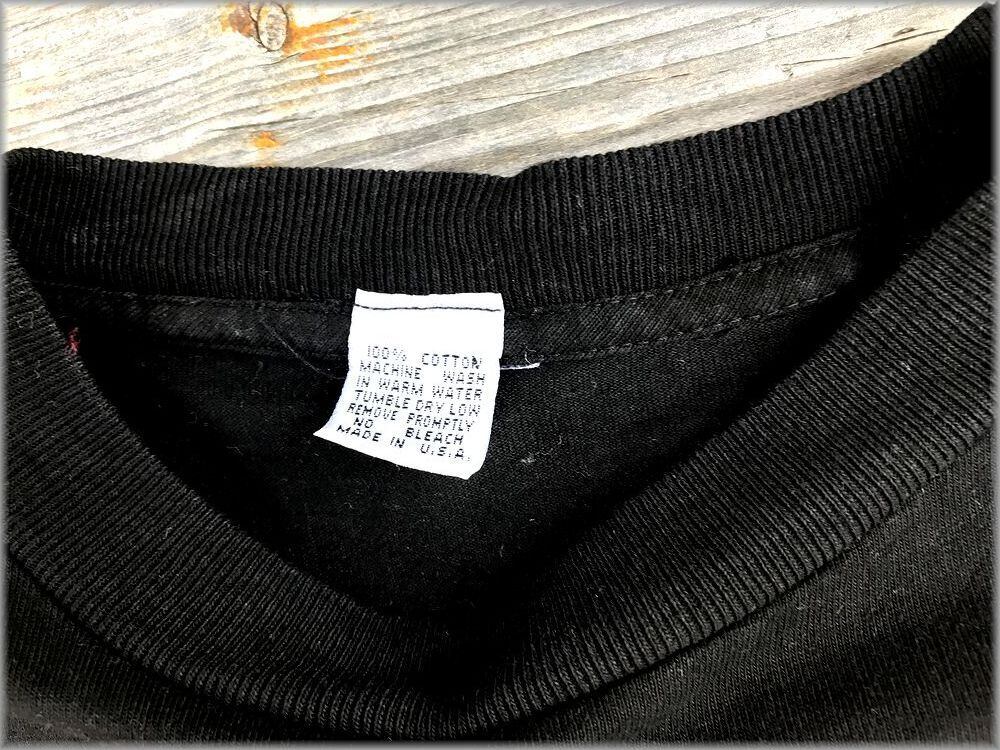 100% COTTON
MACHINE WASH
IN WARM WATER
TUMBLE DRY LOW
REMOVE PROMPTLY
NO BLEACH
MADE IN U.S.A.